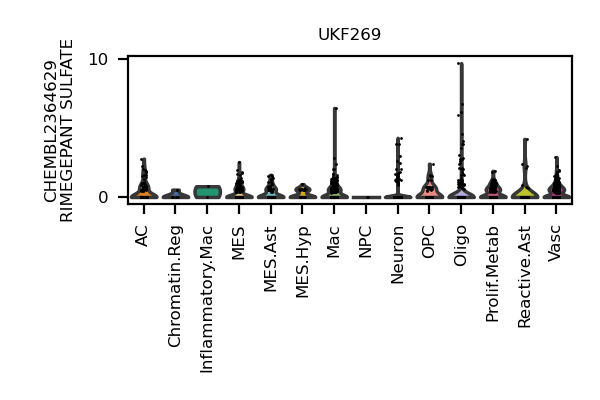 UKF269
CHEMBL2364629
RIMEGEPANT SULFATE
10
0
AC
Chromatin.Reg
Inflammatory.Mac
MES
MES.Ast
MES.Hyp
Mac
NPC
Neuron
OPC
Oligo
Prolif.Metab
Reactive.Ast
Vasc